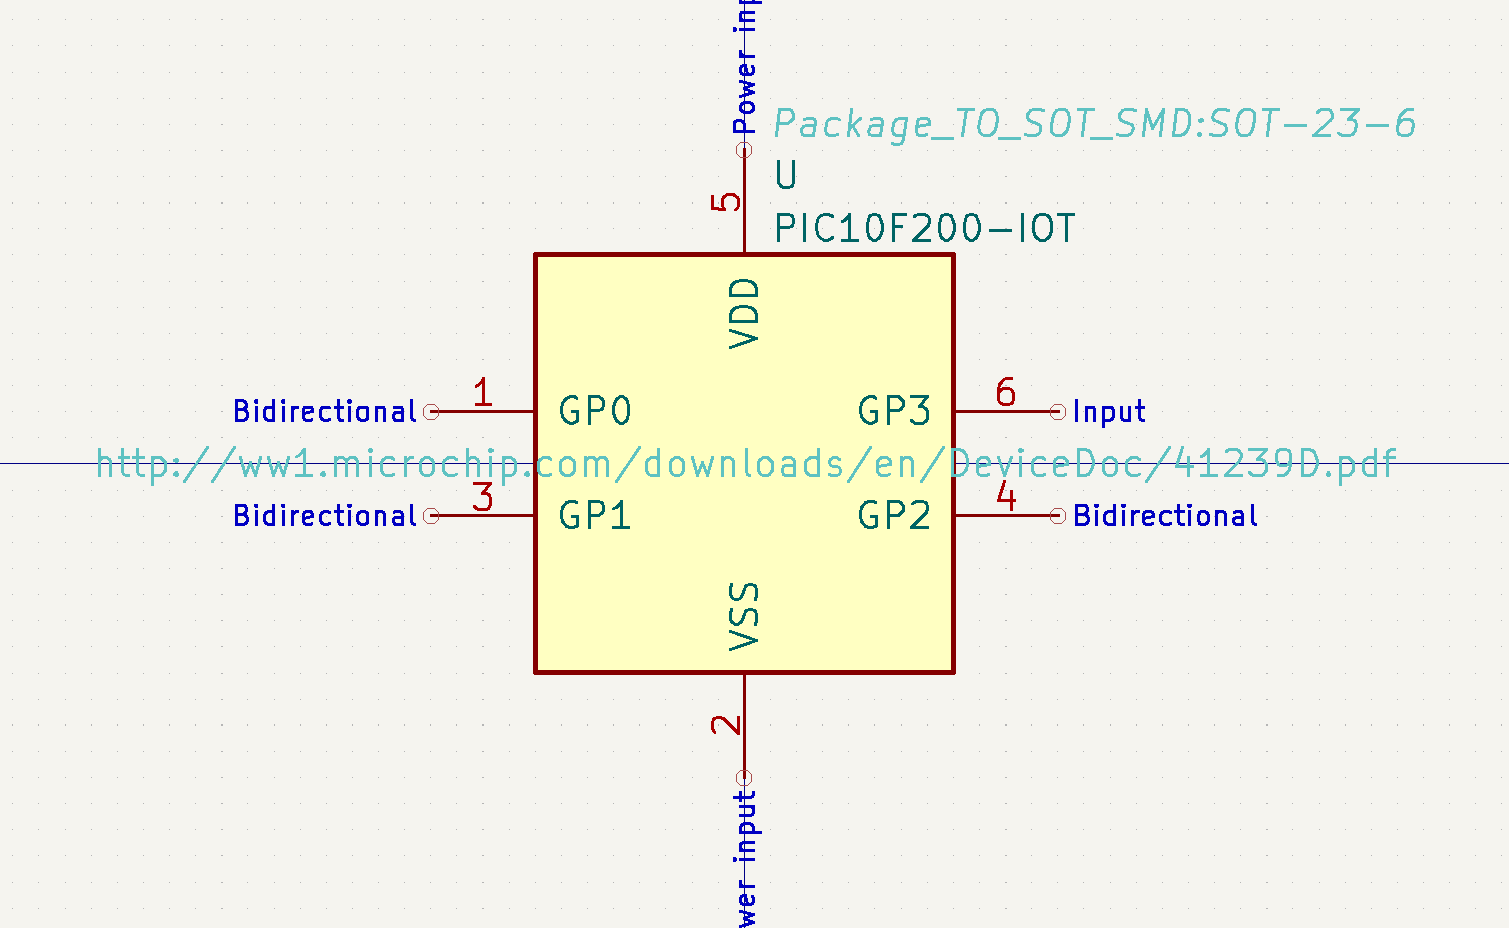 Power inp
Package_TO_SOT_SMD:SOT-23-6
U
5
PIC10F200-IOT
VDD
1
6
Bidirectional
GP0
GP3
Input
http://ww1.microchip.com/downloads/en/DeviceDoc/41239D.pdf
3
4
Bidirectional
GP1
GP2
Bidirectional
VSS
2
wer input